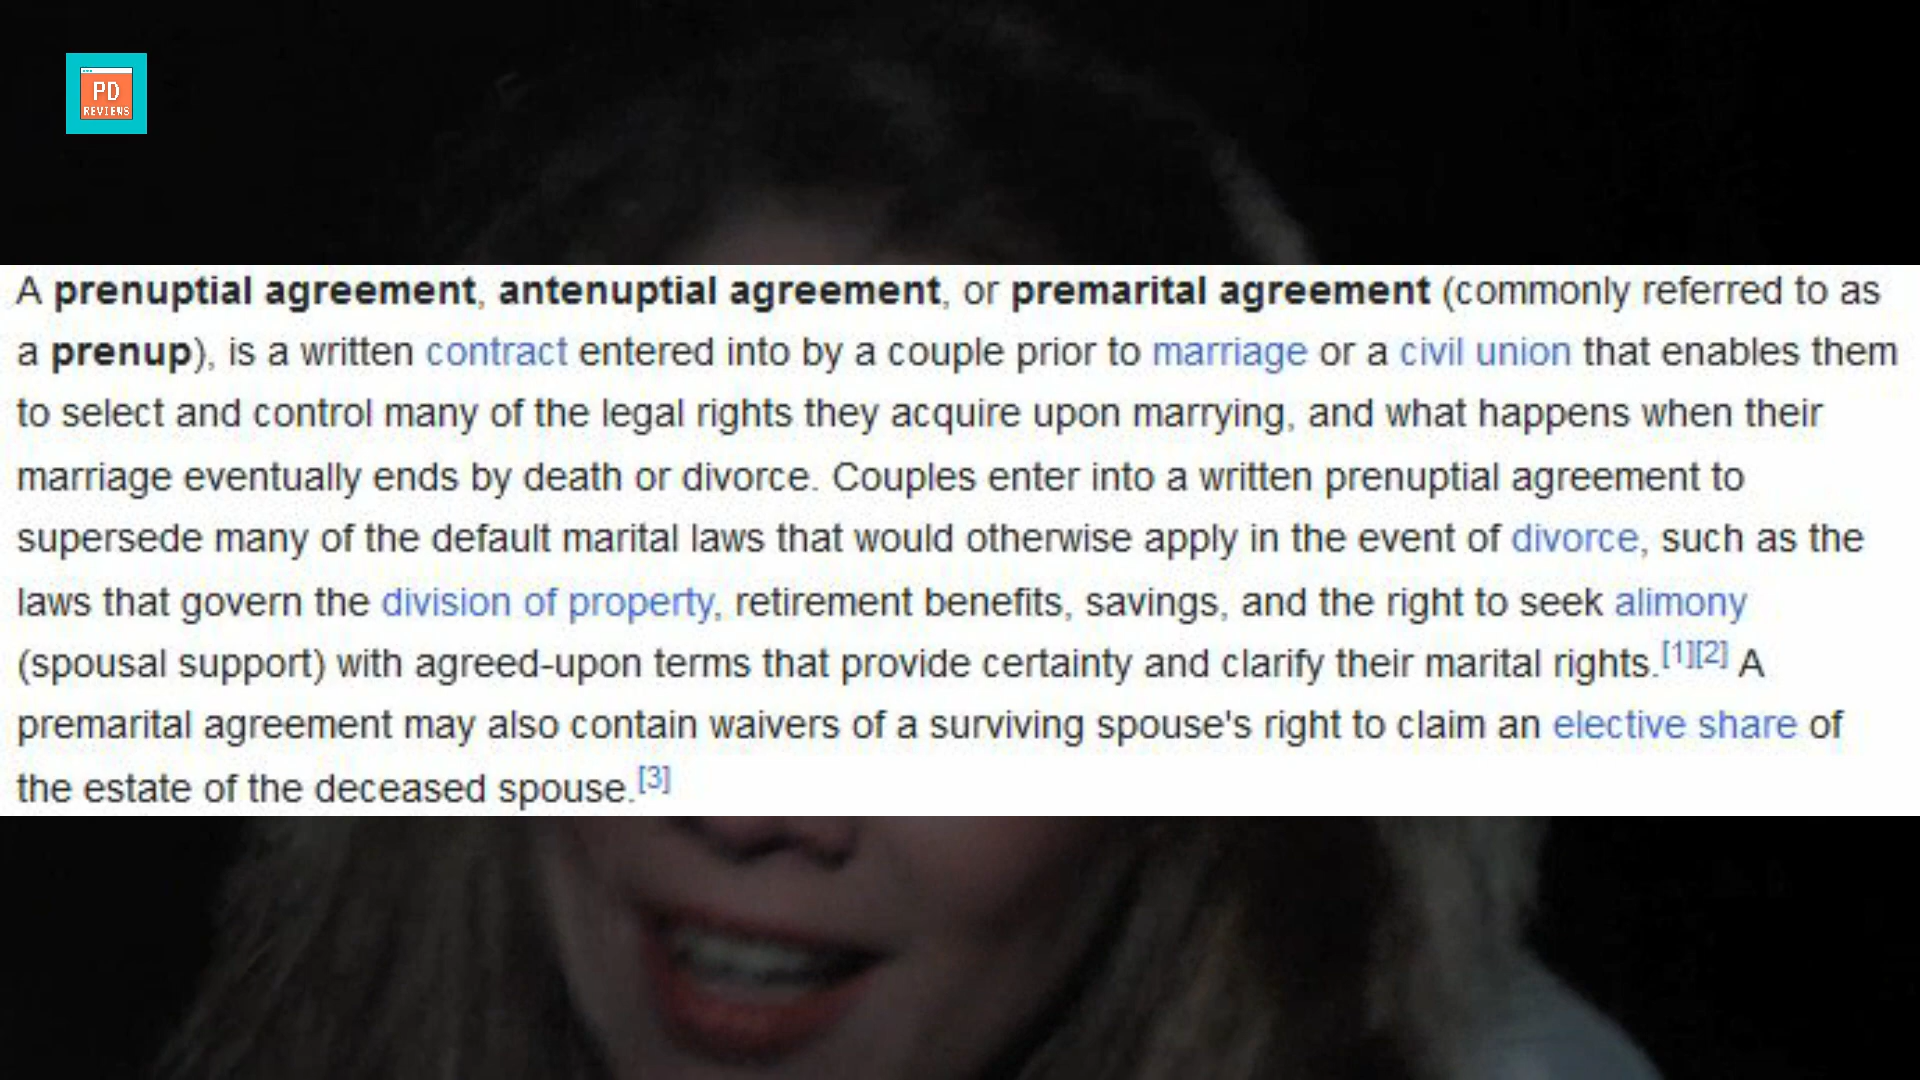 PD
REVIEWS
A prenuptial agreement, antenuptial agreement, or premarital agreement (commonly referred to as
a prenup), is a written contract entered into by a couple prior to marriage or a civil union that enables them
to select and control many of the legal rights they acquire upon marrying, and what happens when their
marriage eventually ends by death or divorce. Couples enter into a written prenuptial agreement to
supersede many of the default marital laws that would otherwise apply in the event of divorce, such as the
laws that govern the division of property, retirement benefits, savings, and the right to seek alimony
(spousal support) with agreed-upon terms that provide certainty and clarify their marital rights.[1][2] A
premarital agreement may also contain waivers of a surviving spouse's right to claim an elective share of
the estate of the deceased spouse.[3]